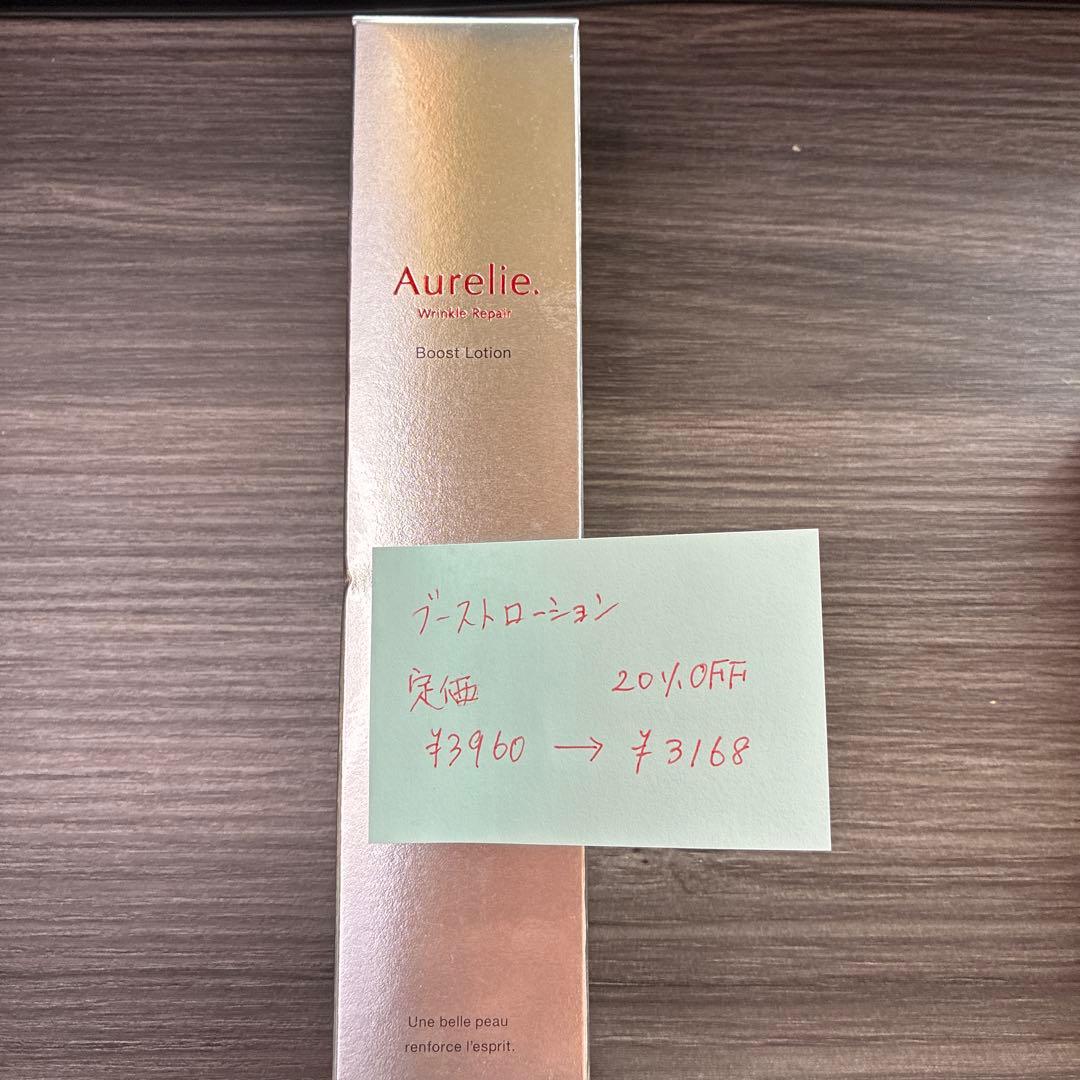 Aurelie.
Wrinkle Repair
Boost Lotion
ブーストローション
定価 20%OFF
¥3960 → ¥3168
Une belle peau
renforce l'esprit.